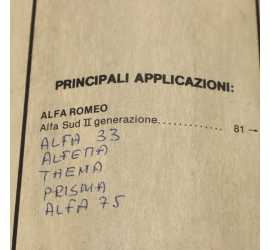 PRINCIPALI APPLICAZIONI:
ALFA ROMEO
Alfa Sud II generazione............. 81 →
ALFA 33
ALFETTA
THEMA
PRISMA
ALFA 75